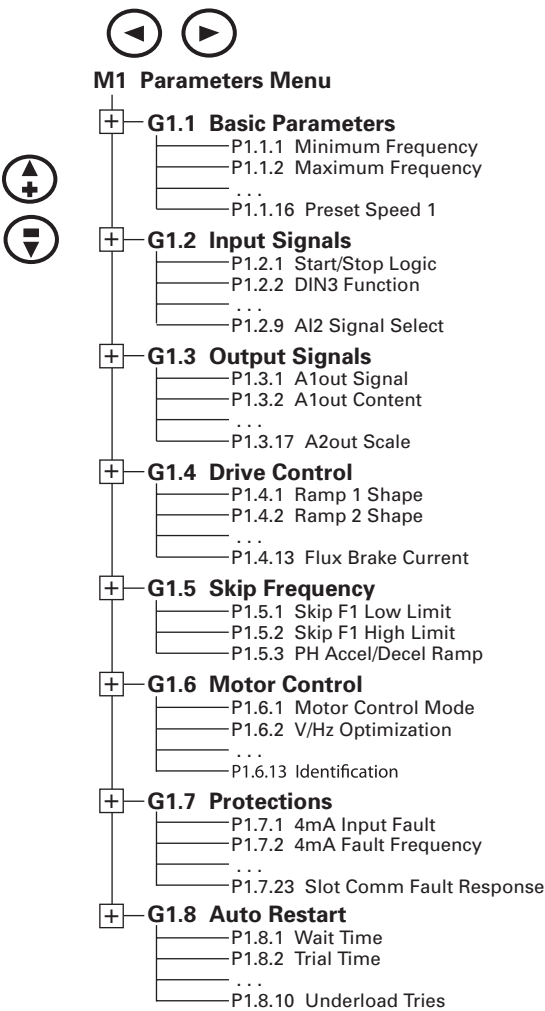 M1 Parameters Menu
G1.1 Basic Parameters
P1.1.1 Minimum Frequency
P1.1.2 Maximum Frequency
. . .
P1.1.16 Preset Speed 1
G1.2 Input Signals
P1.2.1 Start/Stop Logic
P1.2.2 DIN3 Function
. . .
P1.2.9 AI2 Signal Select
G1.3 Output Signals
P1.3.1 A1out Signal
P1.3.2 A1out Content
. . .
P1.3.17 A2out Scale
G1.4 Drive Control
P1.4.1 Ramp 1 Shape
P1.4.2 Ramp 2 Shape
. . .
P1.4.13 Flux Brake Current
G1.5 Skip Frequency
P1.5.1 Skip F1 Low Limit
P1.5.2 Skip F1 High Limit
P1.5.3 PH Accel/Decel Ramp
G1.6 Motor Control
P1.6.1 Motor Control Mode
P1.6.2 V/Hz Optimization
. . .
P1.6.13 Identification
G1.7 Protections
P1.7.1 4mA Input Fault
P1.7.2 4mA Fault Frequency
. . .
P1.7.23 Slot Comm Fault Response
G1.8 Auto Restart
P1.8.1 Wait Time
P1.8.2 Trial Time
. . .
P1.8.10 Underload Tries